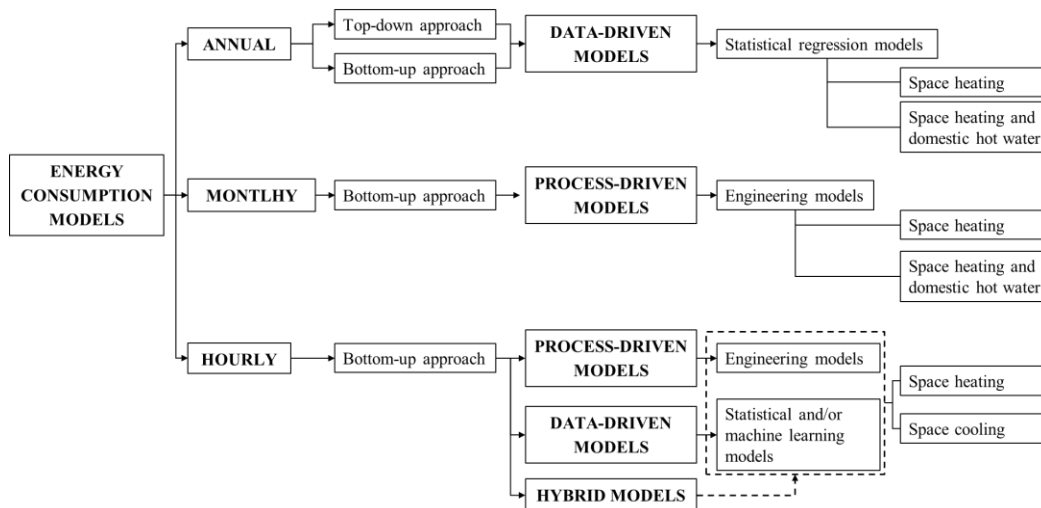 Top-down approach
ANNUAL
Bottom-up approach
DATA-DRIVEN
MODELS
Statistical regression models
Space heating
Space heating and
domestic hot water
ENERGY
CONSUMPTION
MODELS
MONTLHY
Bottom-up approach
PROCESS-DRIVEN
MODELS
Engineering models
Space heating
Space heating and
domestic hot water
HOURLY
Bottom-up approach
PROCESS-DRIVEN
MODELS
Engineering models
DATA-DRIVEN
MODELS
Statistical and/or
machine learning
models
HYBRID MODELS
Space heating
Space cooling